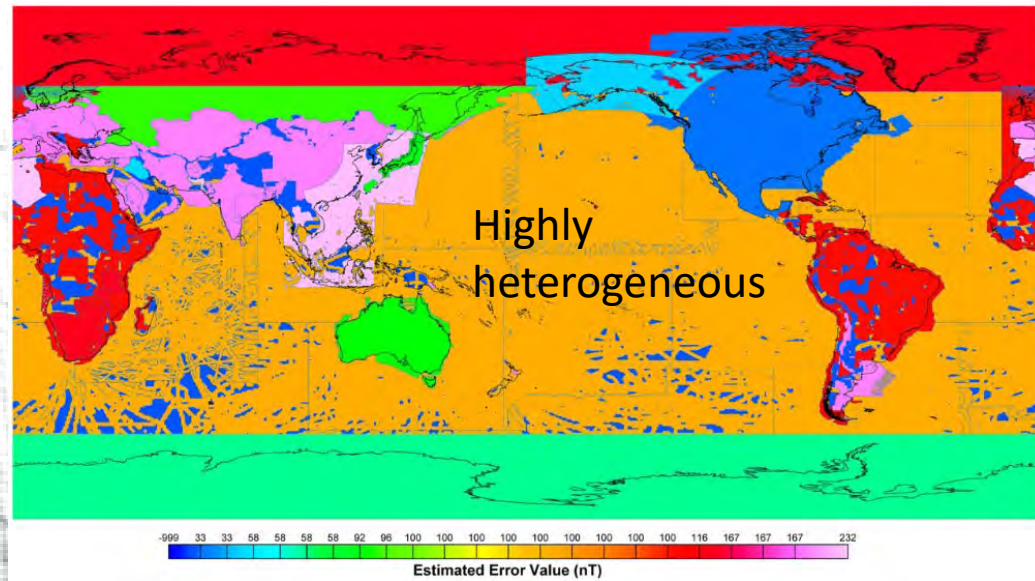 Highly
heterogeneous
-999 33 33 58 58 58 58 92 96 100 100 100 100 100 100 100 100 116 167 167 167 232
Estimated Error Value (nT)